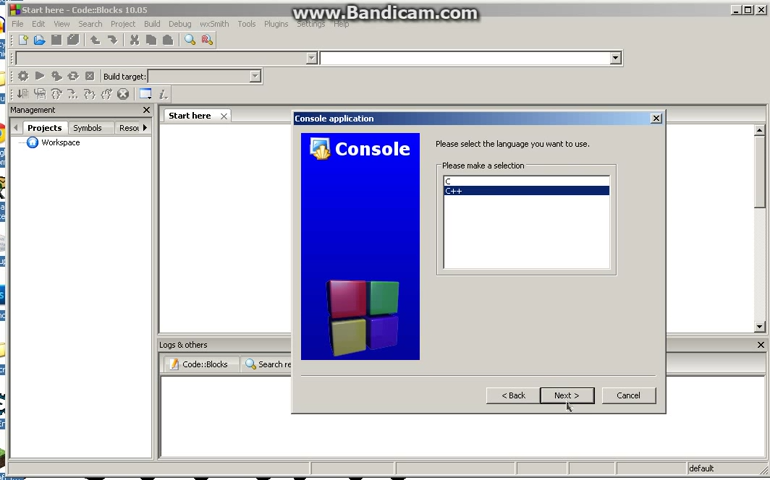 www.Bandicam.com
Start here - Code::Blocks 10.05
File Edit View Search Project Build Debug wxSmith Tools Plugins Settings Help
Build target:
Management
Projects Symbols Resou
Workspace
Start here
Console application
Console
Please select the language you want to use.
Please make a selection
C
C++
< Back Next > Cancel
Logs & others
Code::Blocks Search re
default